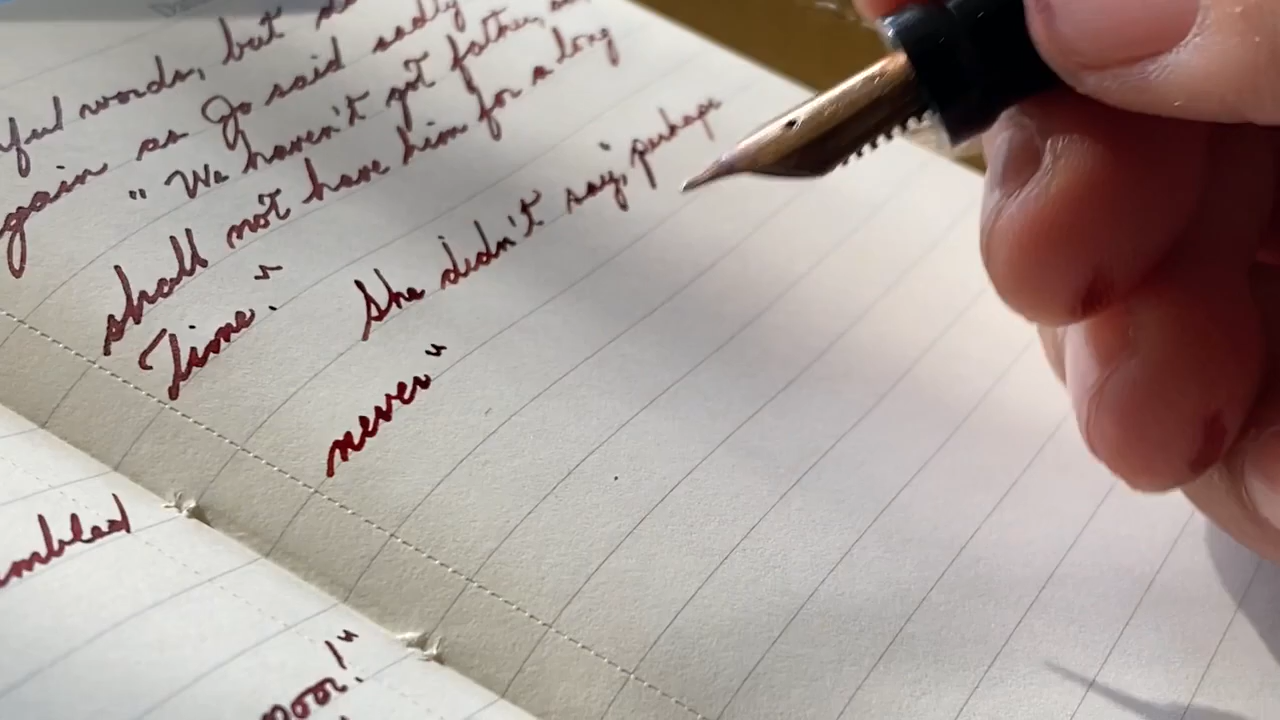 ful words, but
gain as Jo said sadly
"We haven't got father, and
shall not have him for a long
Time." She didn't say, "perhaps
never"
mbled
poor!"